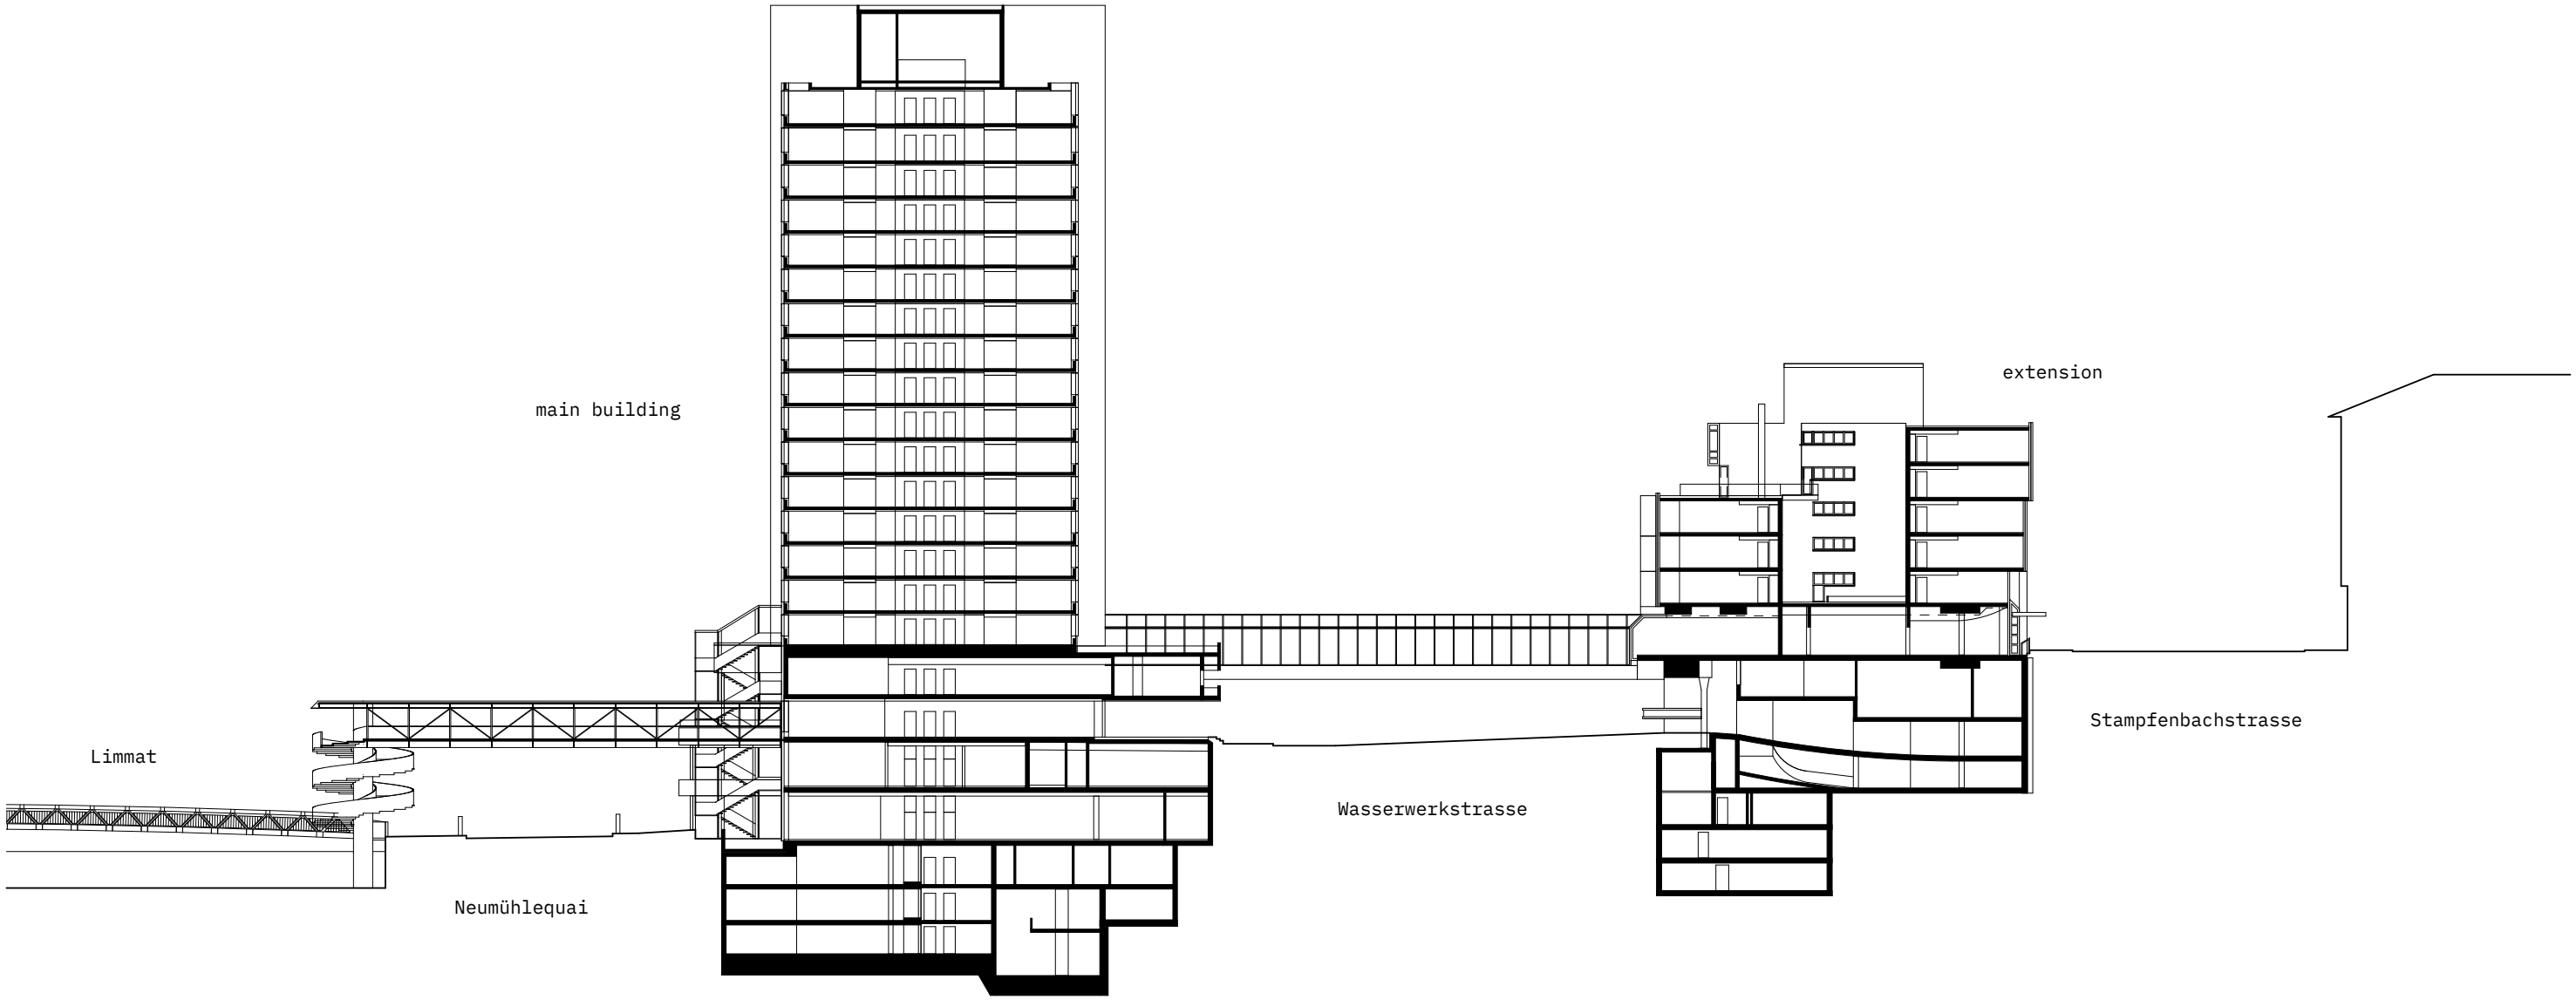 extension
main building
Stampfenbachstrasse
Limmat
Wasserwerkstrasse
Neumühlequai